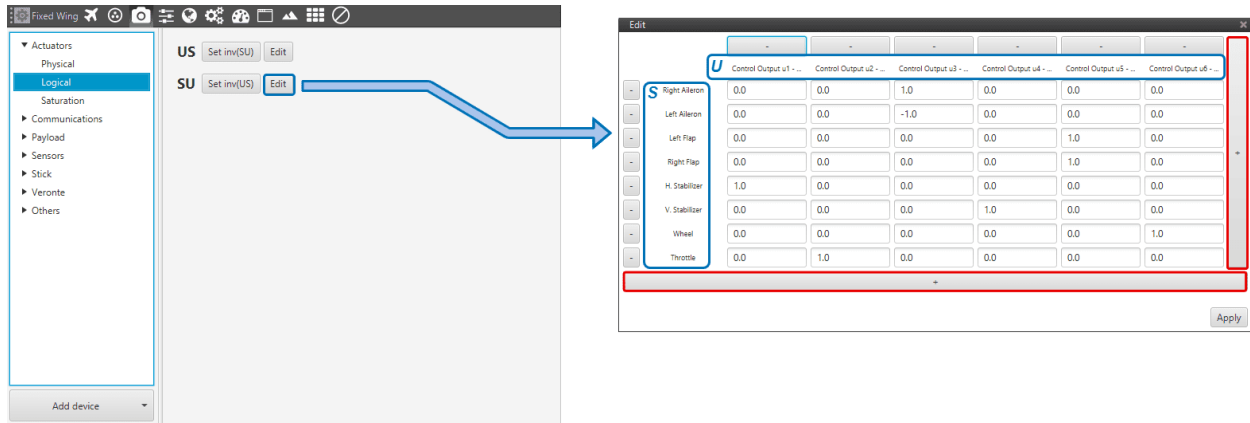 Fixed Wing
Actuators
Physical
Logical
Saturation
Communications
Payload
Sensors
Stick
Veronte
Others
Add device
US Set inv(SU) Edit
SU Set inv(US) Edit
Edit
- - - - - -
U Control Output u1 - ... Control Output u2 - ... Control Output u3 - ... Control Output u4 - ... Control Output u5 - ... Control Output u6 - ...
S
- Right Aileron 0.0 0.0 1.0 0.0 0.0 0.0
- Left Aileron 0.0 0.0 -1.0 0.0 0.0 0.0
- Left Flap 0.0 0.0 0.0 0.0 1.0 0.0
- Right Flap 0.0 0.0 0.0 0.0 1.0 0.0
- H. Stabilizer 1.0 0.0 0.0 0.0 0.0 0.0
- V. Stabilizer 0.0 0.0 0.0 1.0 0.0 0.0
- Wheel 0.0 0.0 0.0 0.0 0.0 1.0
- Throttle 0.0 1.0 0.0 0.0 0.0 0.0
+
+
Apply